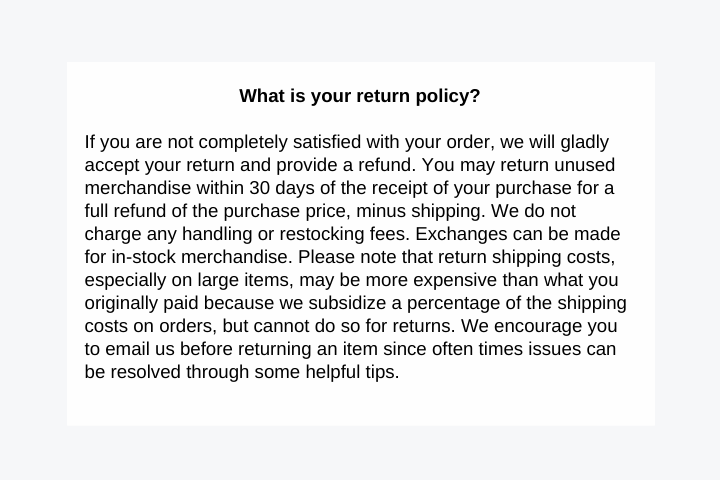 What is your return policy?
If you are not completely satisfied with your order, we will gladly
accept your return and provide a refund. You may return unused
merchandise within 30 days of the receipt of your purchase for a
full refund of the purchase price, minus shipping. We do not
charge any handling or restocking fees. Exchanges can be made
for in-stock merchandise. Please note that return shipping costs,
especially on large items, may be more expensive than what you
originally paid because we subsidize a percentage of the shipping
costs on orders, but cannot do so for returns. We encourage you
to email us before returning an item since often times issues can
be resolved through some helpful tips.